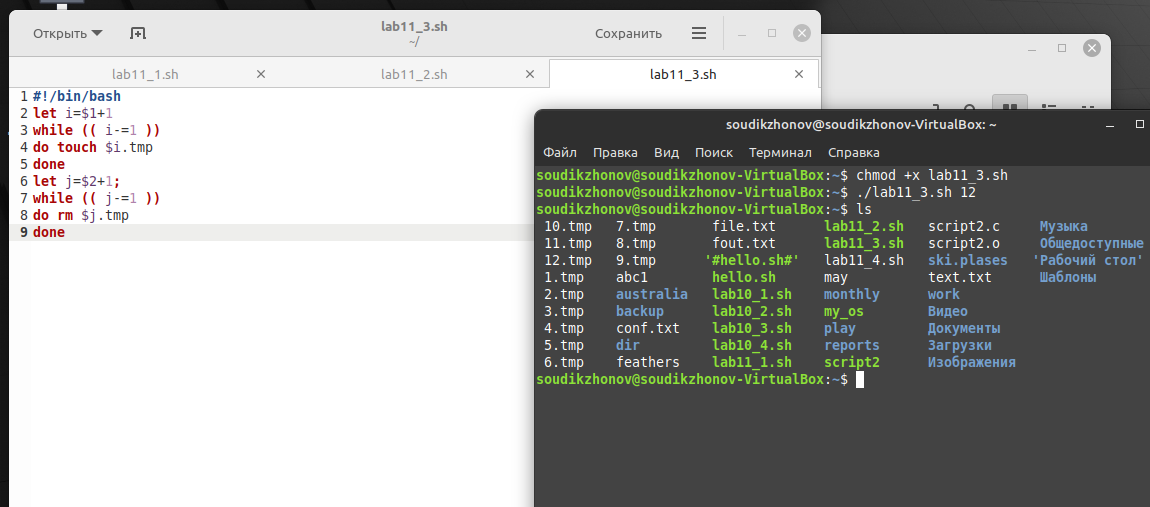 Открыть
lab11_3.sh
~/
Сохранить
lab11_1.sh
lab11_2.sh
lab11_3.sh
1 #!/bin/bash
2 let i=$1+1
3 while (( i-=1 ))
4 do touch $i.tmp
5 done
6 let j=$2+1;
7 while (( j-=1 ))
8 do rm $j.tmp
9 done
soudikzhonov@soudikzhonov-VirtualBox: ~
Файл Правка Вид Поиск Терминал Справка
soudikzhonov@soudikzhonov-VirtualBox:~$ chmod +x lab11_3.sh
soudikzhonov@soudikzhonov-VirtualBox:~$ ./lab11_3.sh 12
soudikzhonov@soudikzhonov-VirtualBox:~$ ls
10.tmp 7.tmp file.txt lab11_2.sh script2.c Музыка
11.tmp 8.tmp fout.txt lab11_3.sh script2.o Общедоступные
12.tmp 9.tmp '#hello.sh#' lab11_4.sh ski.plases 'Рабочий стол'
1.tmp abc1 hello.sh may text.txt Шаблоны
2.tmp australia lab10_1.sh monthly work
3.tmp backup lab10_2.sh my_os Видео
4.tmp conf.txt lab10_3.sh play Документы
5.tmp dir lab10_4.sh reports Загрузки
6.tmp feathers lab11_1.sh script2 Изображения
soudikzhonov@soudikzhonov-VirtualBox:~$